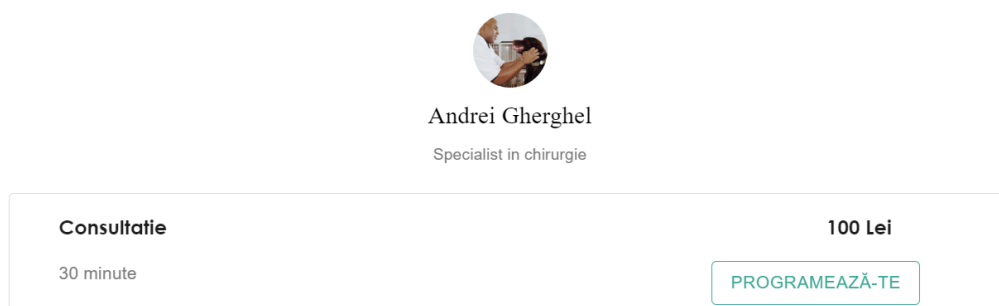 Andrei Gherghel
Specialist in chirurgie
Consultatie
100 Lei
30 minute
PROGRAMEAZĂ-TE